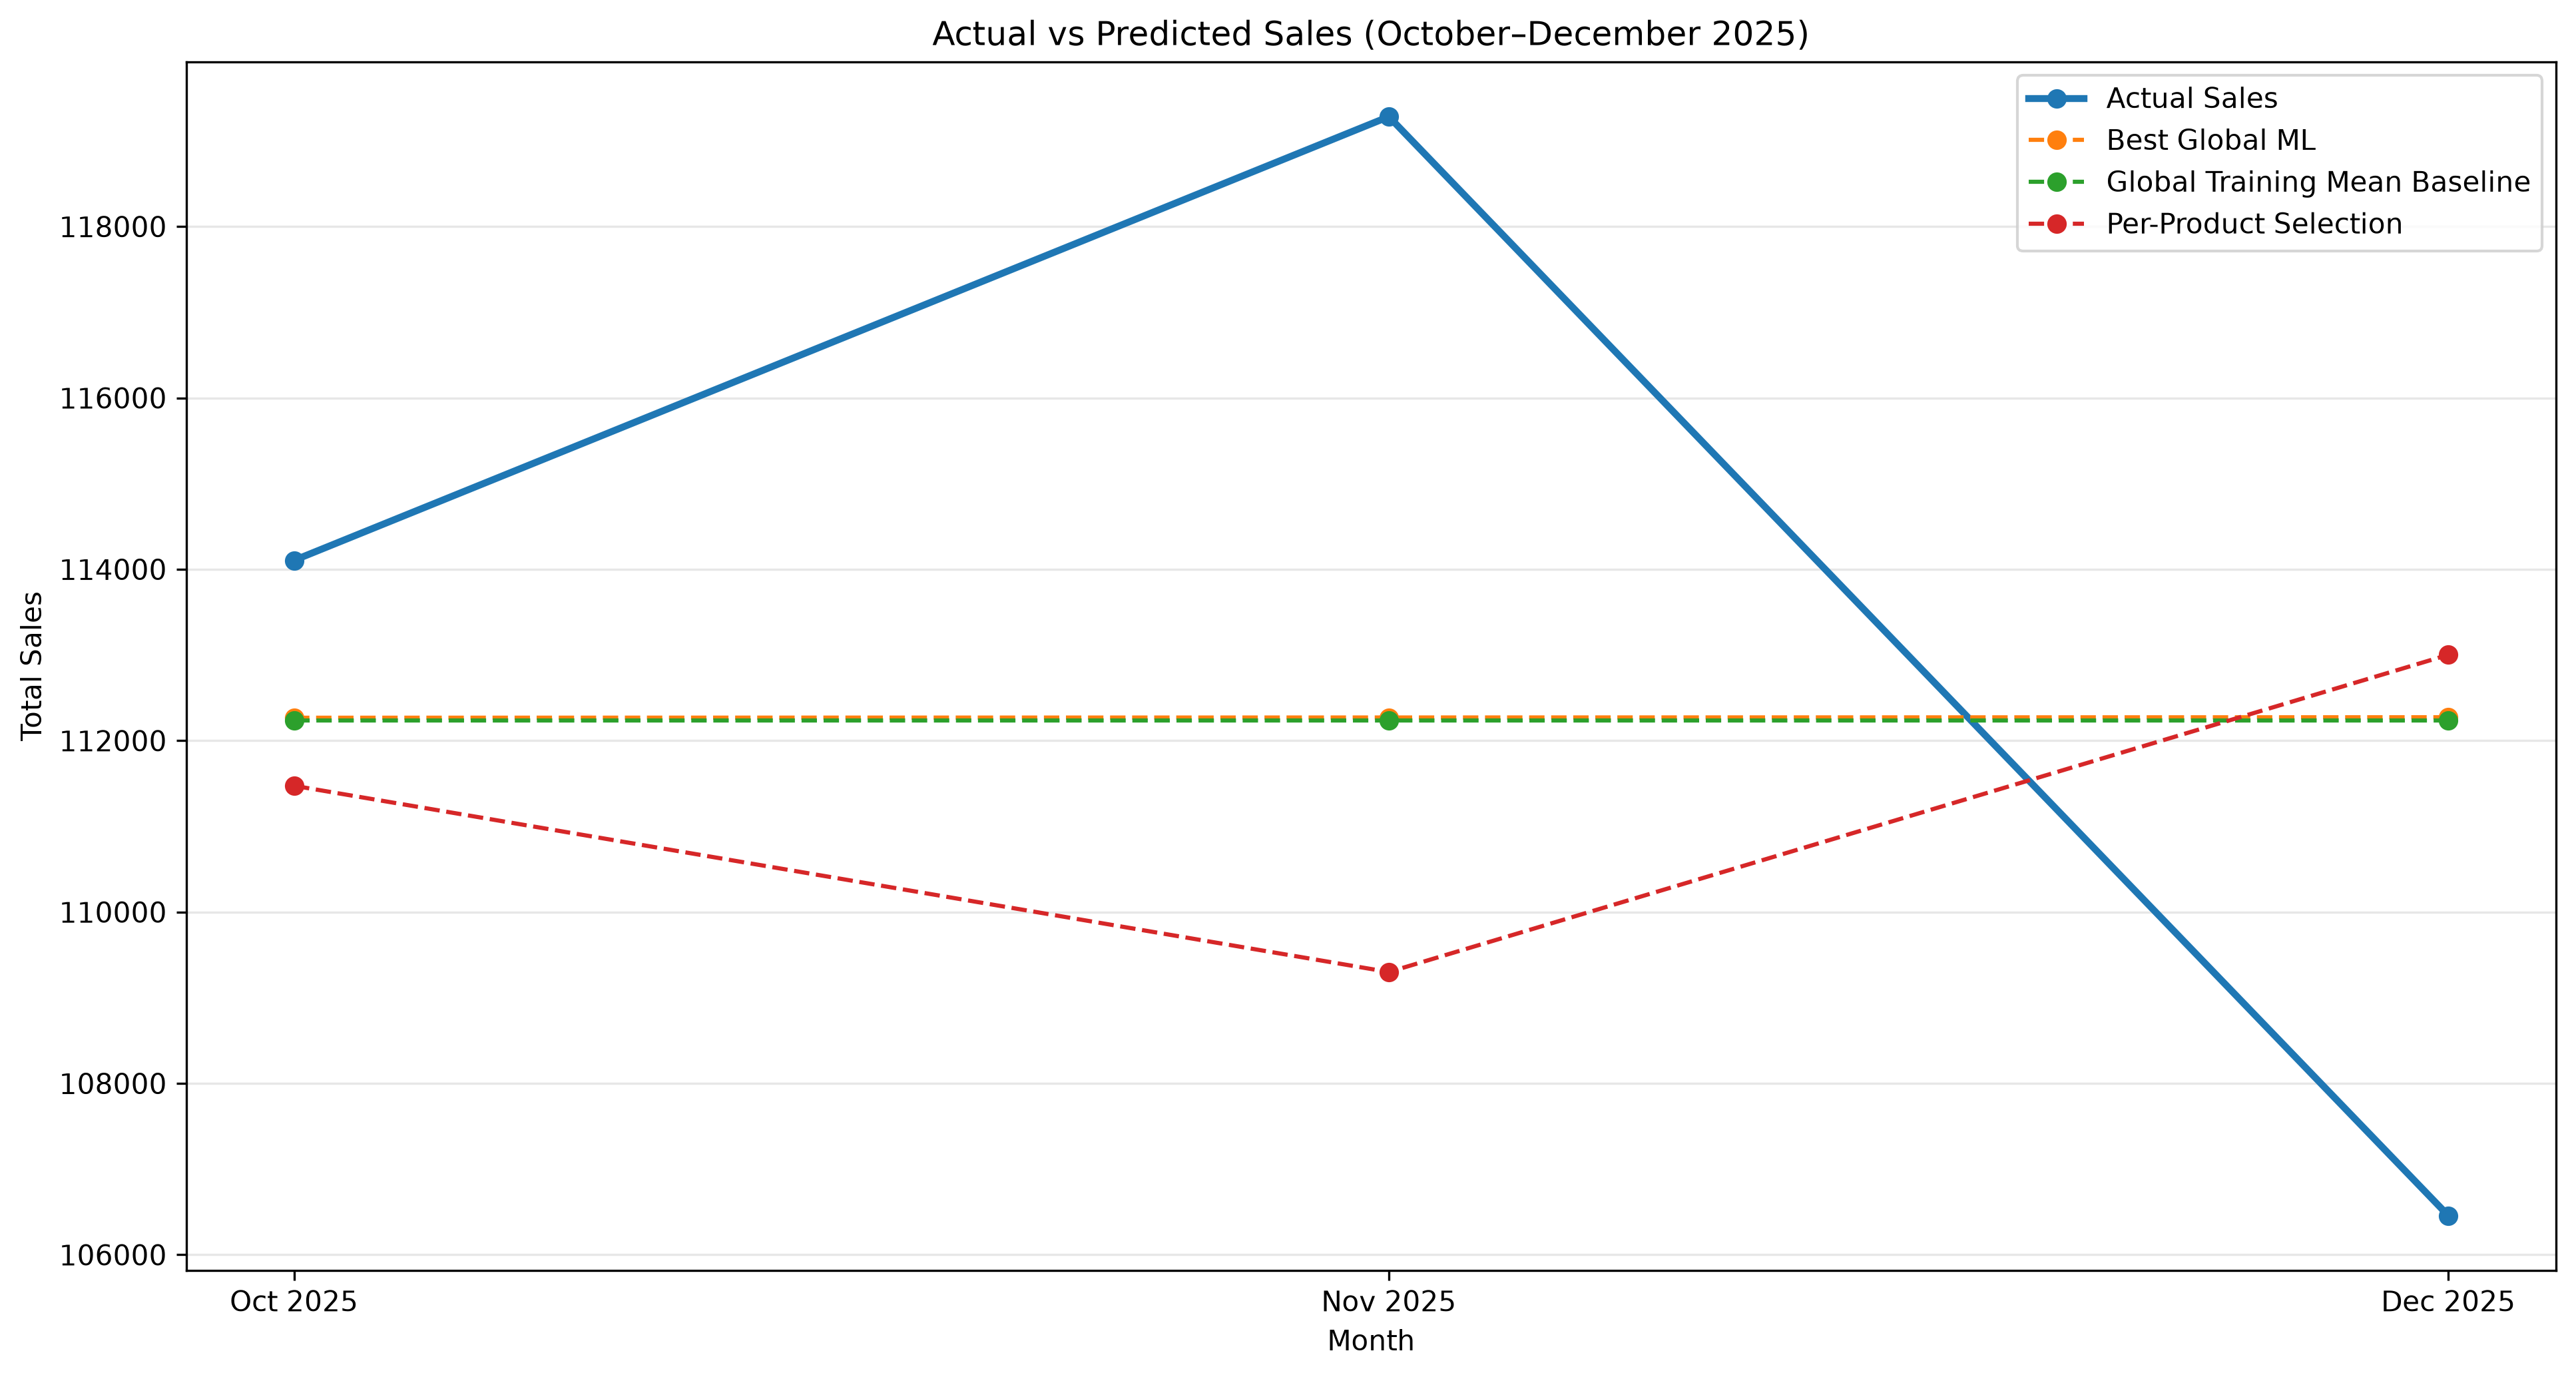 Actual vs Predicted Sales (October–December 2025)
Actual Sales
Best Global ML
Global Training Mean Baseline
Per-Product Selection
Total Sales
118000
116000
114000
112000
110000
108000
106000
Oct 2025
Nov 2025
Dec 2025
Month